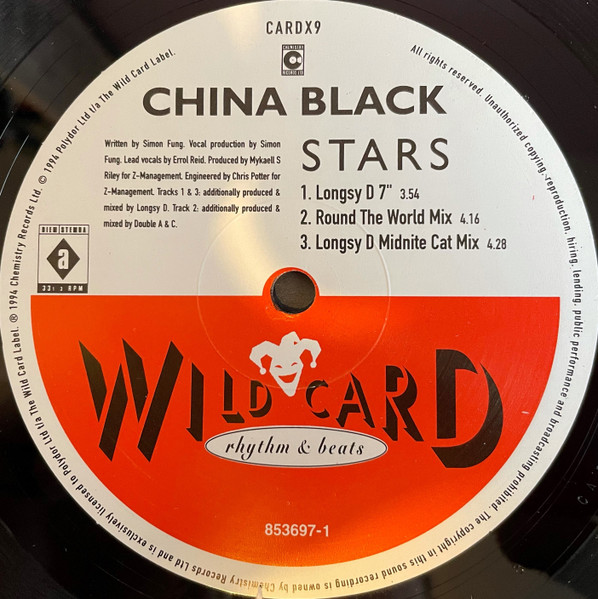 CARDX9
CHINA BLACK
STARS
Written by Simon Fung. Vocal production by Simon
Fung. Lead vocals by Errol Reid. Produced by Mykaell S
Riley for Z-Management. Engineered by Chris Potter for
Z-Management. Tracks 1 & 3: additionally produced &
mixed by Longsy D. Track 2: additionally produced &
mixed by Double A & C.
1. Longsy D 7" 3.54
2. Round The World Mix 4.16
3. Longsy D Midnite Cat Mix 4.28
BIEM|STEMRA
a
33⅓ RPM
WILD CARD
rhythm & beats
853697-1
℗ 1994 Chemistry Records Ltd. © 1994 Polydor Ltd t/a The Wild Card Label.
All rights reserved. Unauthorized copying, reproduction, hiring, lending, public performance and broadcasting prohibited. The copyright in this sound recording is owned by Chemistry Records Ltd and is exclusively licensed to Polydor Ltd t/a the Wild Card Label.